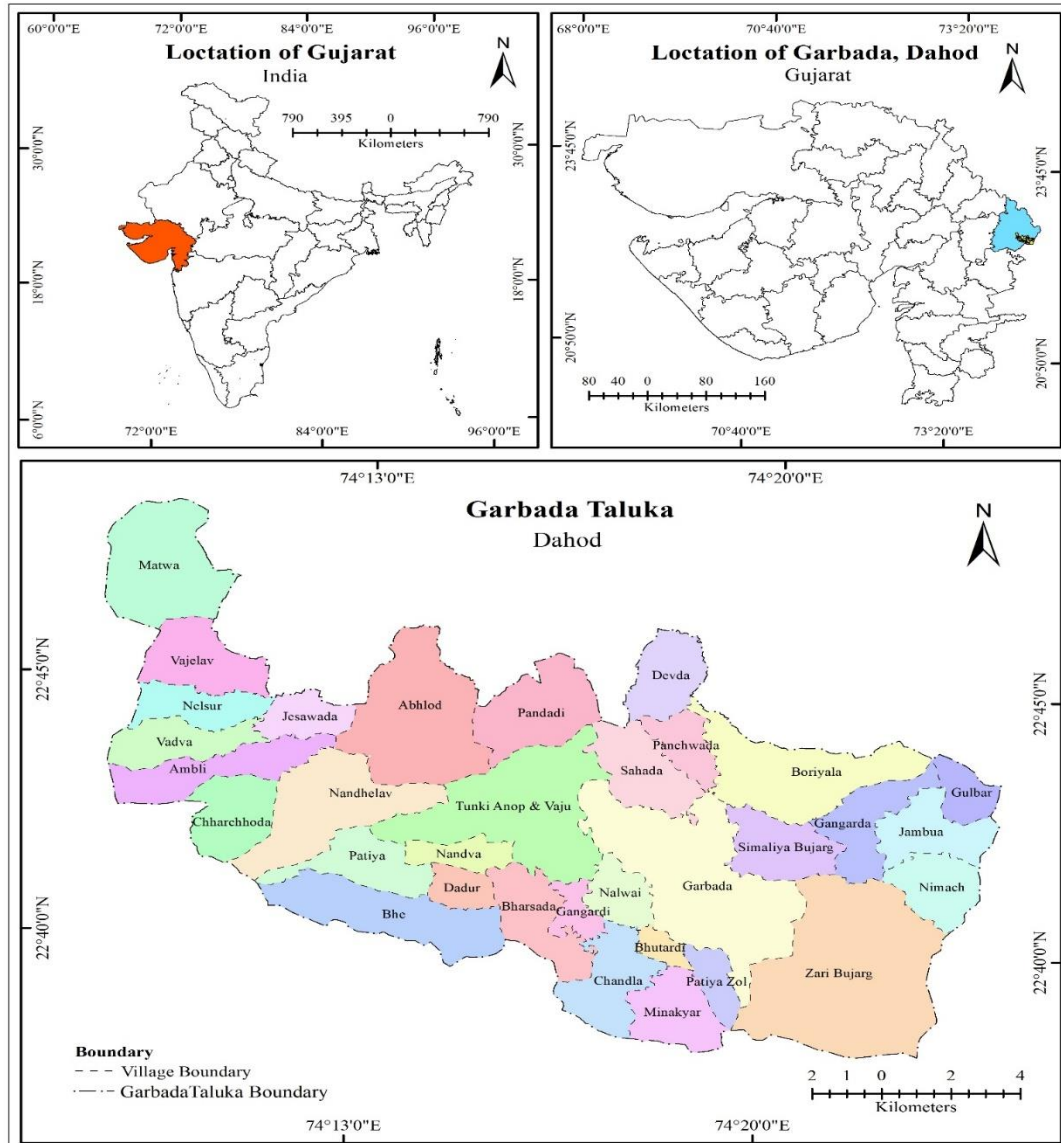 60°0'0"E 72°0'0"E 84°0'0"E 96°0'0"E
Loctation of Gujarat
India
N
790 395 0 790
Kilometers
30°0'0"N
18°0'0"N
6°0'0"N
30°0'0"N
18°0'0"N
72°0'0"E 84°0'0"E 96°0'0"E
68°0'0"E 70°40'0"E 73°20'0"E
Loctation of Garbada, Dahod
Gujarat
N
23°45'0"N
20°50'0"N
23°45'0"N
20°50'0"N
80 40 0 80 160
Kilometers
70°40'0"E 73°20'0"E
74°13'0"E 74°20'0"E
Garbada Taluka
Dahod
N
22°45'0"N
22°40'0"N
22°45'0"N
22°40'0"N
Matwa
Vajelav
Devda
Nelsur
Jesawada
Abhlod
Pandadi
Vadva
Panchwada
Ambli
Sahada
Boriyala
Nandhelav
Tunki Anop & Vaju
Gulbar
Chharchhoda
Gangarda
Jambua
Simaliya Bujarg
Patiya
Nandva
Dadur
Nalwai
Garbada
Nimach
Bhe
Bharsada
Gangardi
Bhutardi
Chandla
Patiya Zol
Zari Bujarg
Minakyar
Boundary
Village Boundary
GarbadaTaluka Boundary
2 1 0 2 4
Kilometers
74°13'0"E 74°20'0"E